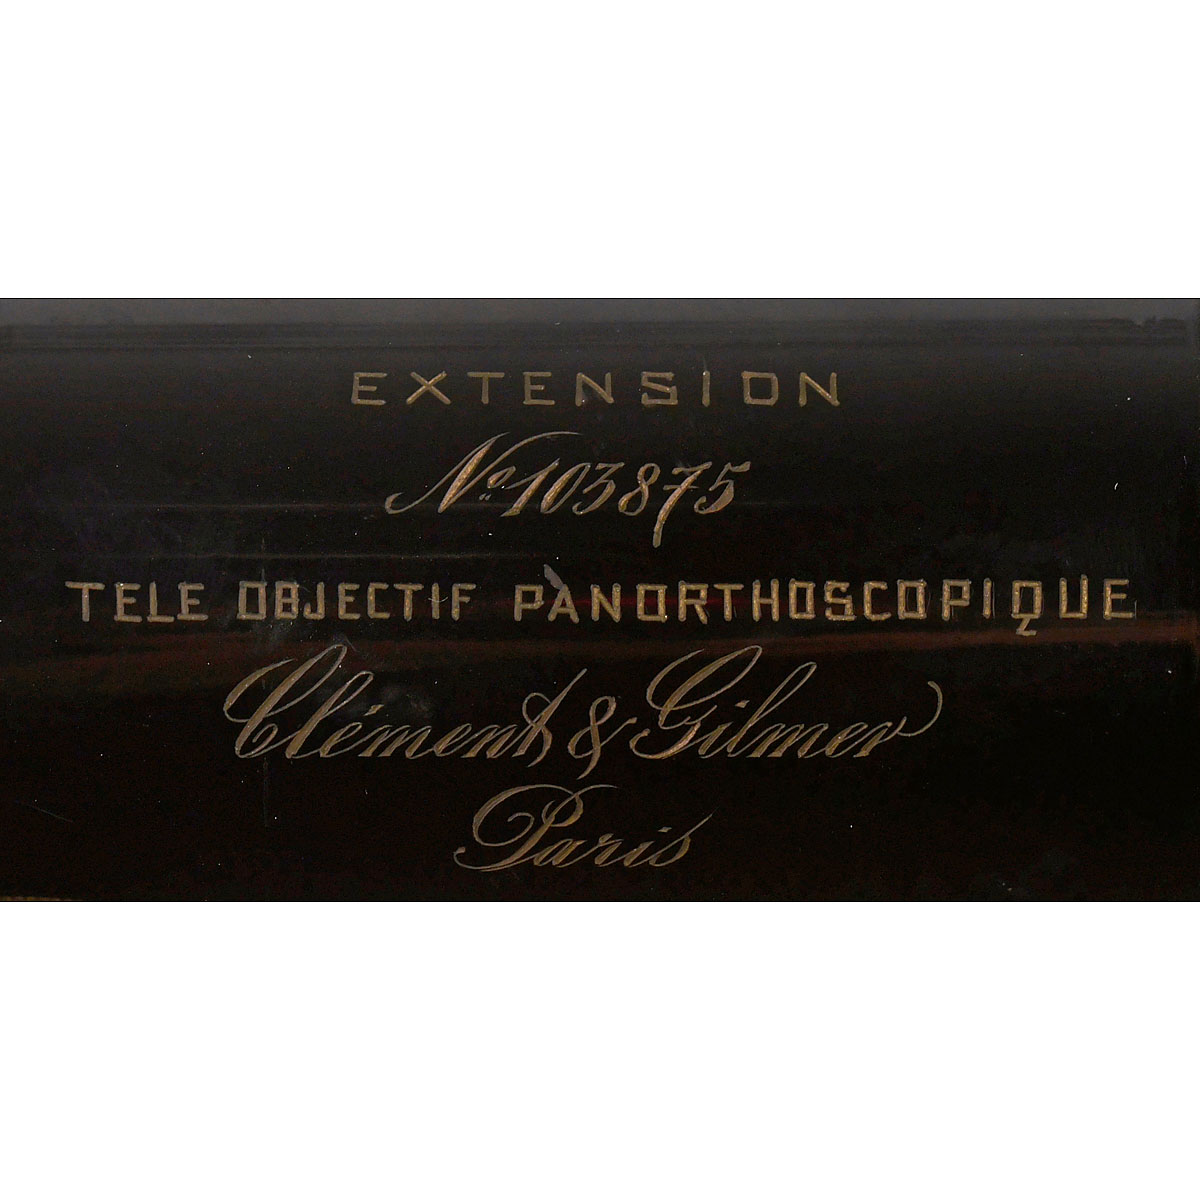 EXTENSION
No. 103875
TELE OBJECTIF PANORTHOSCOPIQUE
Clément & Gilmer
Paris